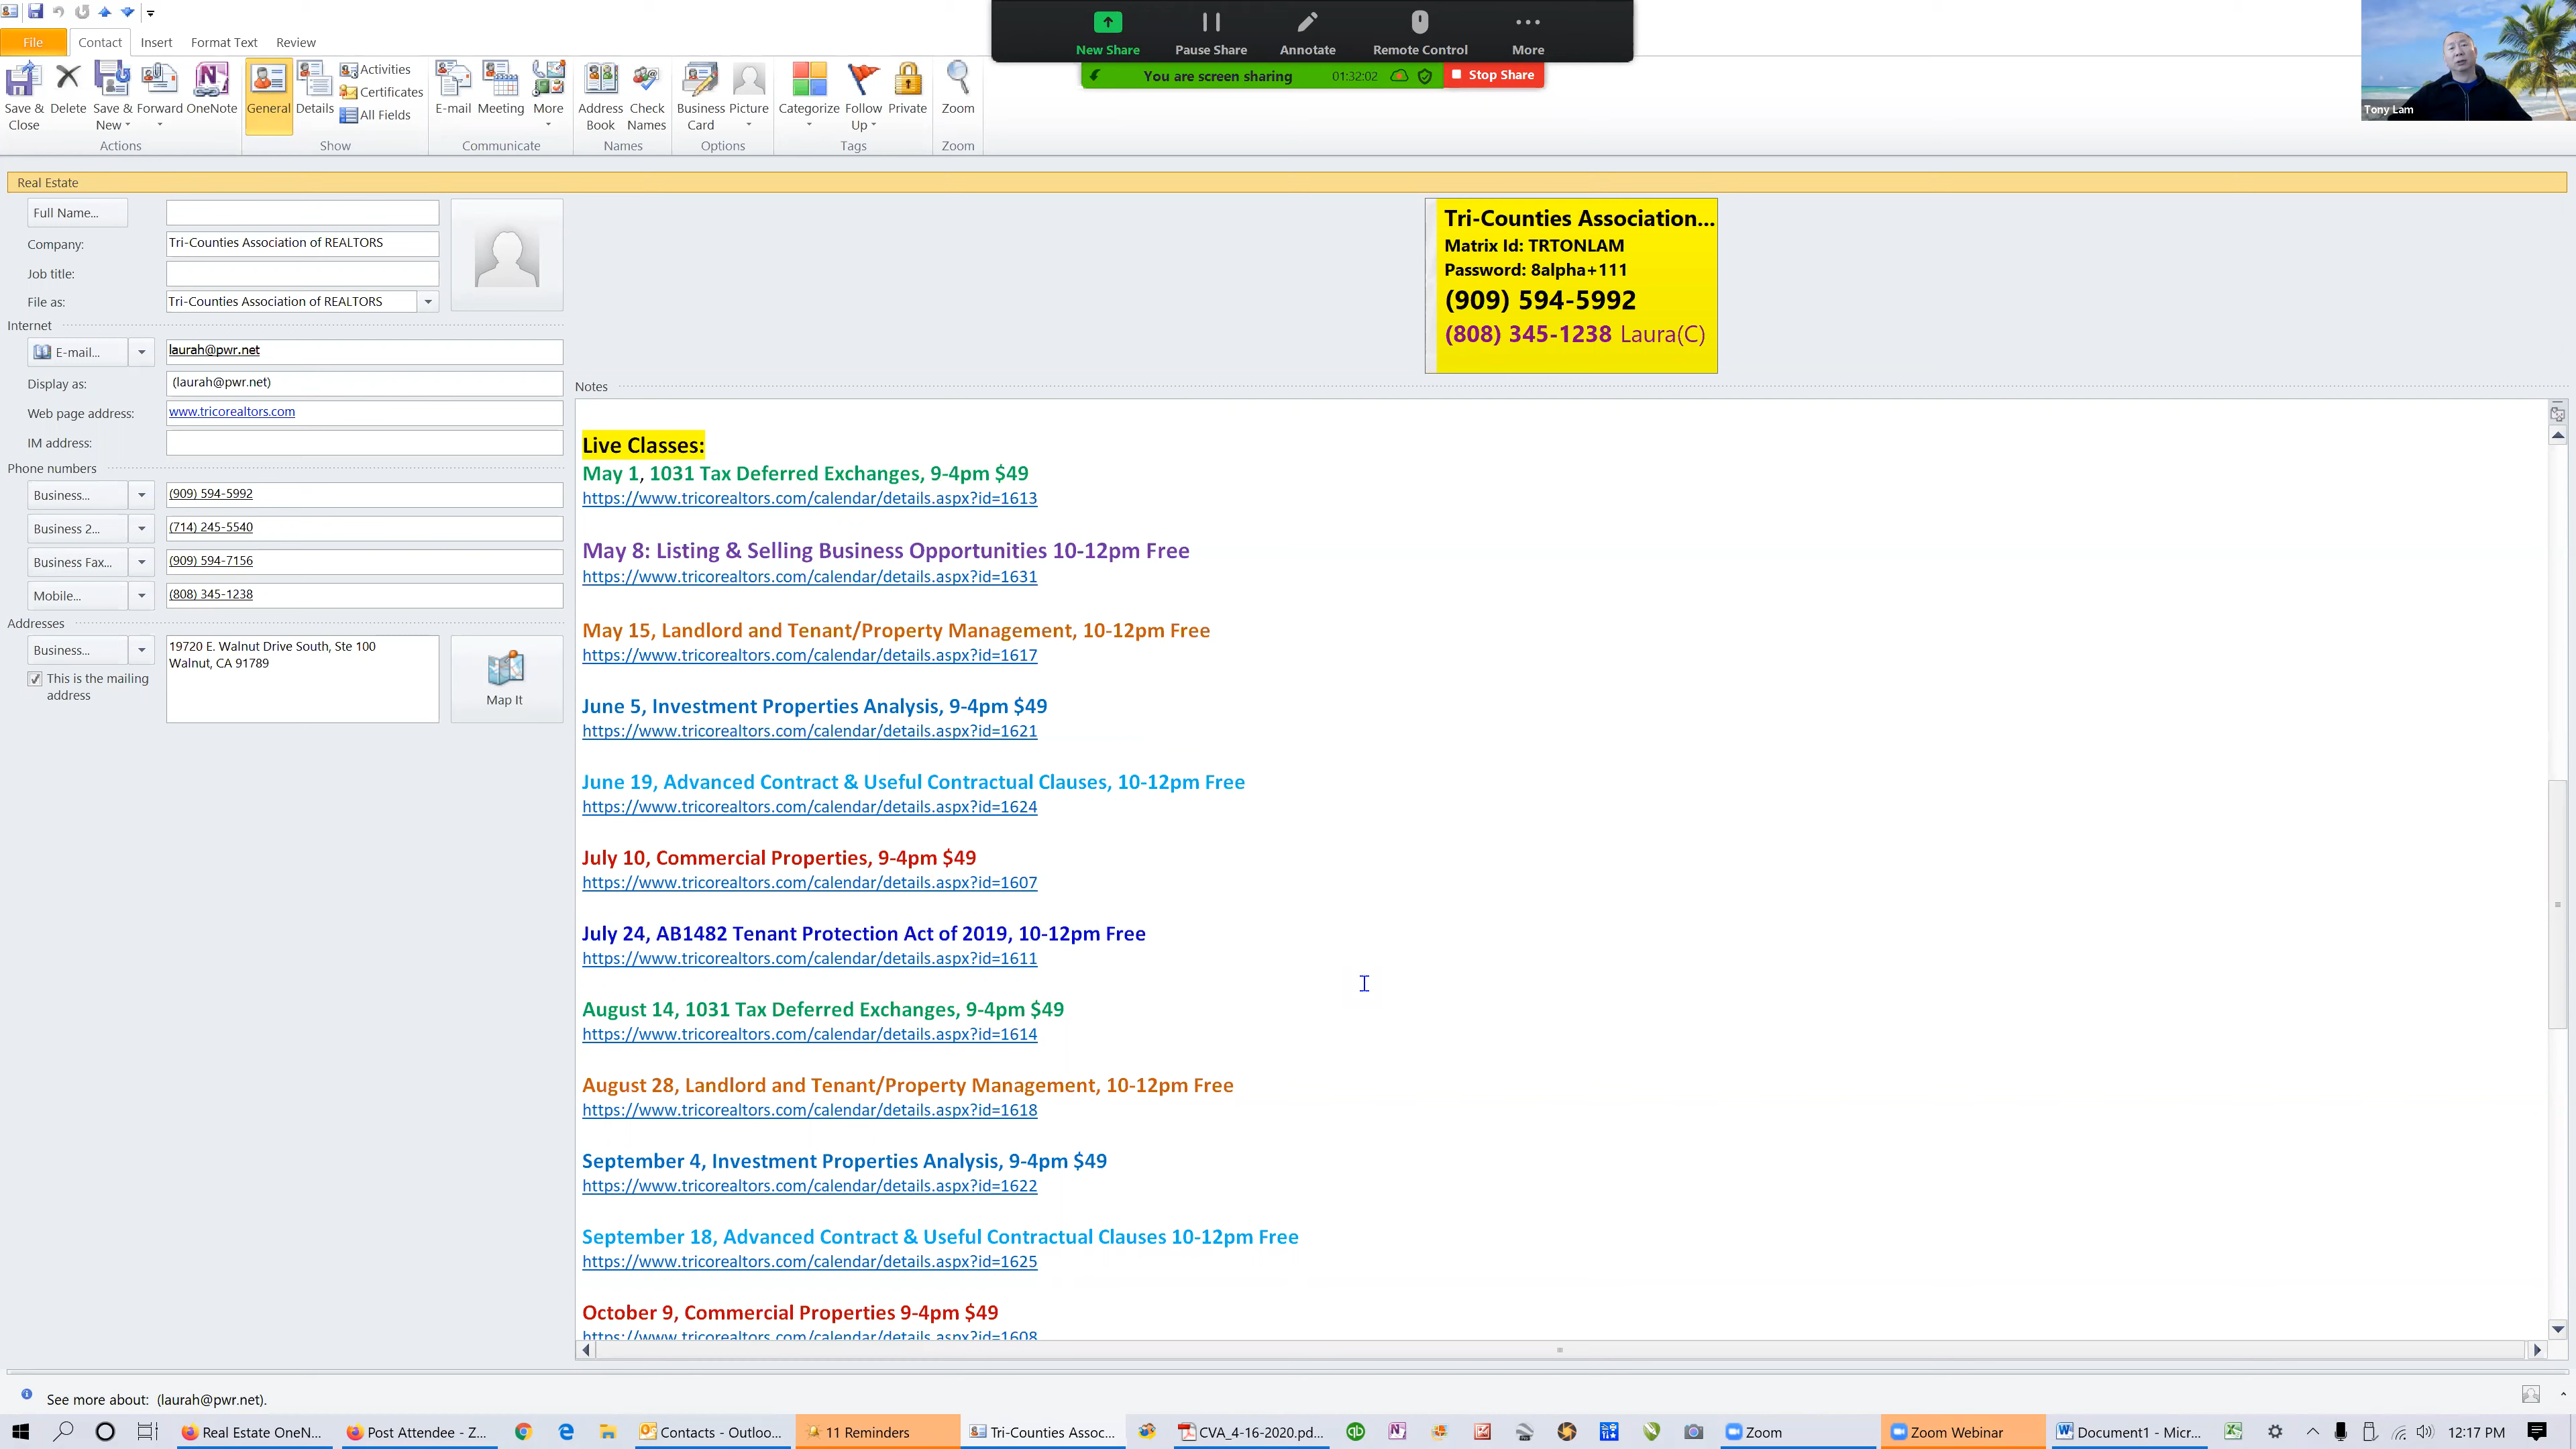 New Share
Pause Share
Annotate
Remote Control
More
You are screen sharing
01:32:02
Stop Share
Tony Lam
File
Contact
Insert
Format Text
Review
Save & Close
Delete
Save & New
Forward
OneNote
General
Details
Activities
Certificates
All Fields
E-mail
Meeting
More
Address Book
Check Names
Business Card
Picture
Categorize
Follow Up
Private
Zoom
Actions
Show
Communicate
Names
Options
Tags
Zoom
Real Estate
Full Name...
Company: Tri-Counties Association of REALTORS
Job title:
File as: Tri-Counties Association of REALTORS
Internet
E-mail... laurah@pwr.net
Display as: (laurah@pwr.net)
Web page address: www.tricorealtors.com
IM address:
Phone numbers
Business... (909) 594-5992
Business 2... (714) 245-5540
Business Fax... (909) 594-7156
Mobile... (808) 345-1238
Addresses
Business... 19720 E. Walnut Drive South, Ste 100
Walnut, CA 91789
This is the mailing address
Map It
Tri-Counties Association...
Matrix Id: TRTONLAM
Password: 8alpha+111
(909) 594-5992
(808) 345-1238 Laura(C)
Notes
Live Classes:
May 1, 1031 Tax Deferred Exchanges, 9-4pm $49
https://www.tricorealtors.com/calendar/details.aspx?id=1613
May 8: Listing & Selling Business Opportunities 10-12pm Free
https://www.tricorealtors.com/calendar/details.aspx?id=1631
May 15, Landlord and Tenant/Property Management, 10-12pm Free
https://www.tricorealtors.com/calendar/details.aspx?id=1617
June 5, Investment Properties Analysis, 9-4pm $49
https://www.tricorealtors.com/calendar/details.aspx?id=1621
June 19, Advanced Contract & Useful Contractual Clauses, 10-12pm Free
https://www.tricorealtors.com/calendar/details.aspx?id=1624
July 10, Commercial Properties, 9-4pm $49
https://www.tricorealtors.com/calendar/details.aspx?id=1607
July 24, AB1482 Tenant Protection Act of 2019, 10-12pm Free
https://www.tricorealtors.com/calendar/details.aspx?id=1611
August 14, 1031 Tax Deferred Exchanges, 9-4pm $49
https://www.tricorealtors.com/calendar/details.aspx?id=1614
August 28, Landlord and Tenant/Property Management, 10-12pm Free
https://www.tricorealtors.com/calendar/details.aspx?id=1618
September 4, Investment Properties Analysis, 9-4pm $49
https://www.tricorealtors.com/calendar/details.aspx?id=1622
September 18, Advanced Contract & Useful Contractual Clauses 10-12pm Free
https://www.tricorealtors.com/calendar/details.aspx?id=1625
October 9, Commercial Properties 9-4pm $49
https://www.tricorealtors.com/calendar/details.aspx?id=1608
See more about: (laurah@pwr.net).
Real Estate OneN...
Post Attendee - Z...
Contacts - Outloo...
11 Reminders
Tri-Counties Assoc...
CVA_4-16-2020.pd...
Zoom
Zoom Webinar
Document1 - Micr...
12:17 PM